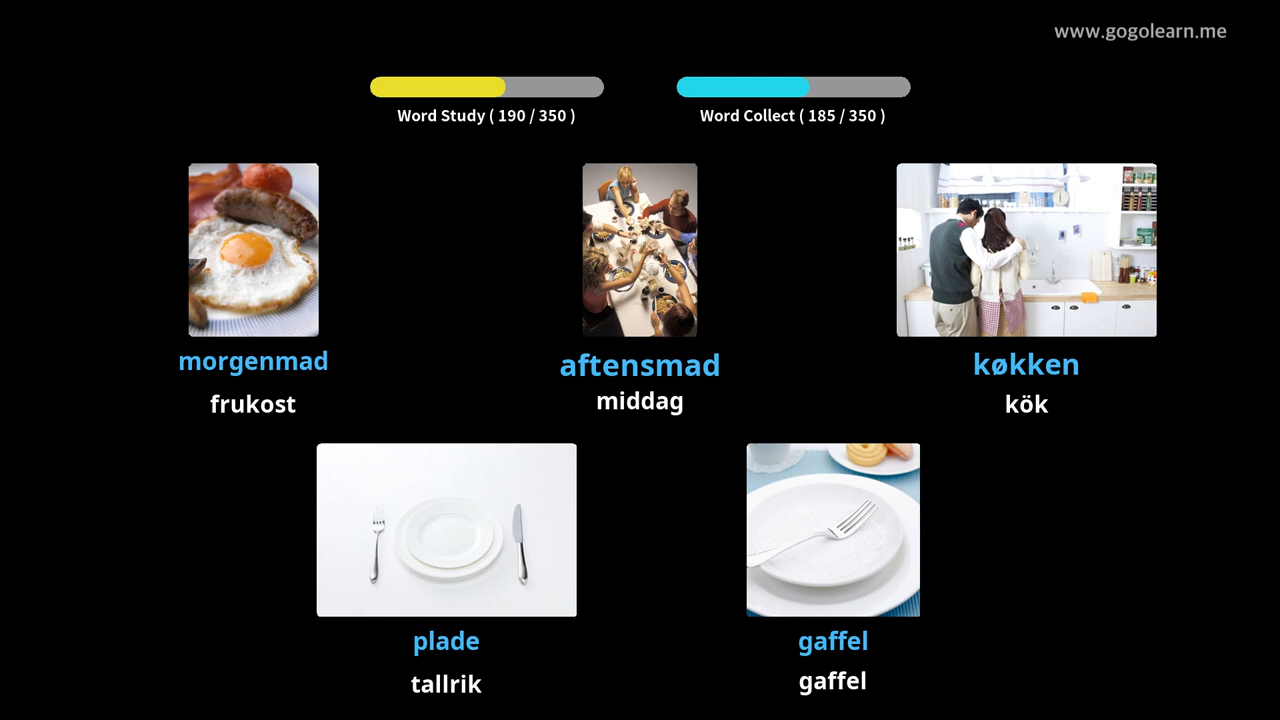 www.gogolearn.me
Word Study ( 190 / 350 )
Word Collect ( 185 / 350 )
morgenmad
frukost
aftensmad
middag
køkken
kök
plade
tallrik
gaffel
gaffel